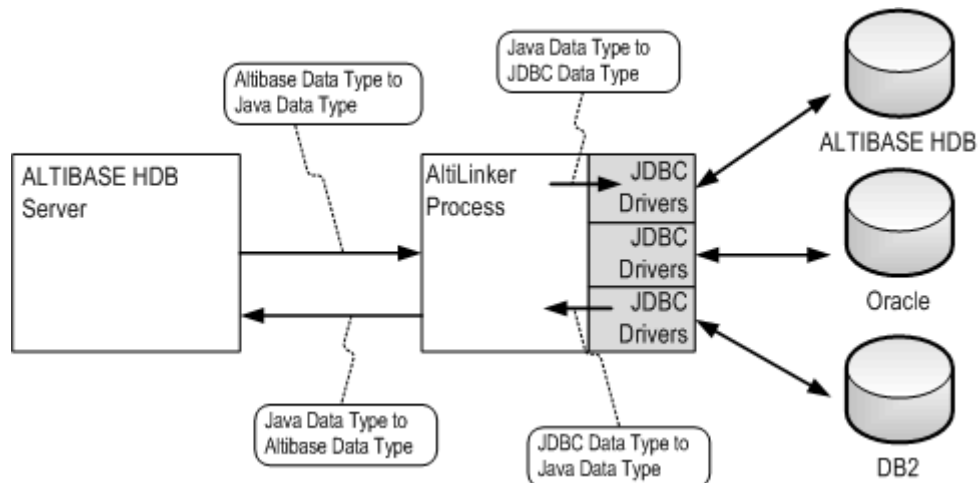 Java Data Type to
JDBC Data Type
Altibase Data Type to
Java Data Type
ALTIBASE HDB
ALTIBASE HDB
Server
AltiLinker
Process
JDBC
Drivers
JDBC
Drivers
JDBC
Drivers
Oracle
Java Data Type to
Altibase Data Type
JDBC Data Type to
Java Data Type
DB2